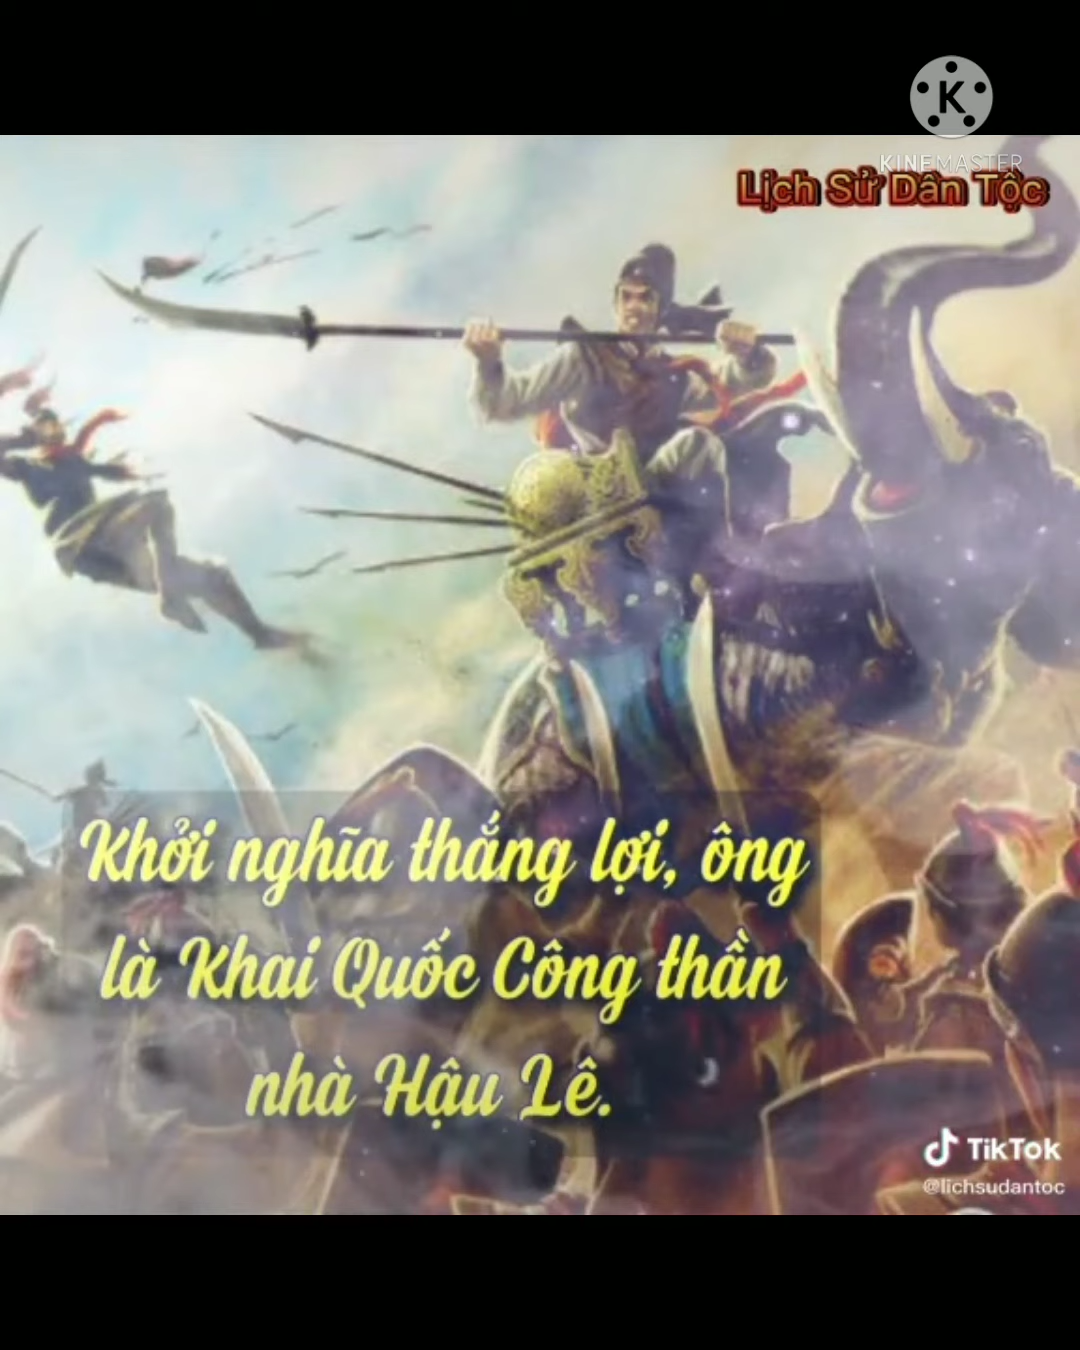 K
KINEMASTER
Lịch Sử Dân Tộc
Khởi nghĩa thắng lợi, ông
là Khai Quốc Công thần
nhà Hậu Lê.
TikTok
@lichsudantoc